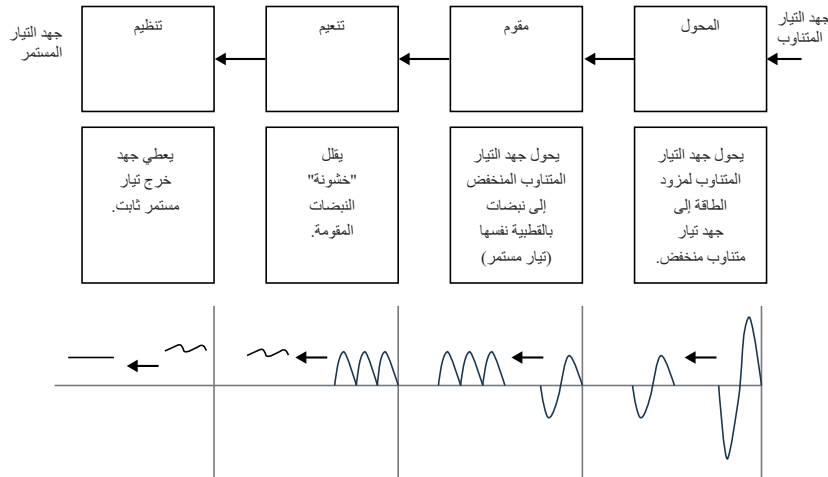 جهد التيار
المتناوب
المحول
مقوم
تنعيم
تنظيم
جهد التيار
المستمر
يحول جهد التيار
المتناوب لمزود
الطاقة إلى
جهد تيار
متناوب منخفض.
يحول جهد التيار
المتناوب المنخفض
إلى نبضات
بالقطبية نفسها
(تيار مستمر)
يقلل
"خشونة"
النبضات
المقومة.
يعطي جهد
خرج تيار
مستمر ثابت.